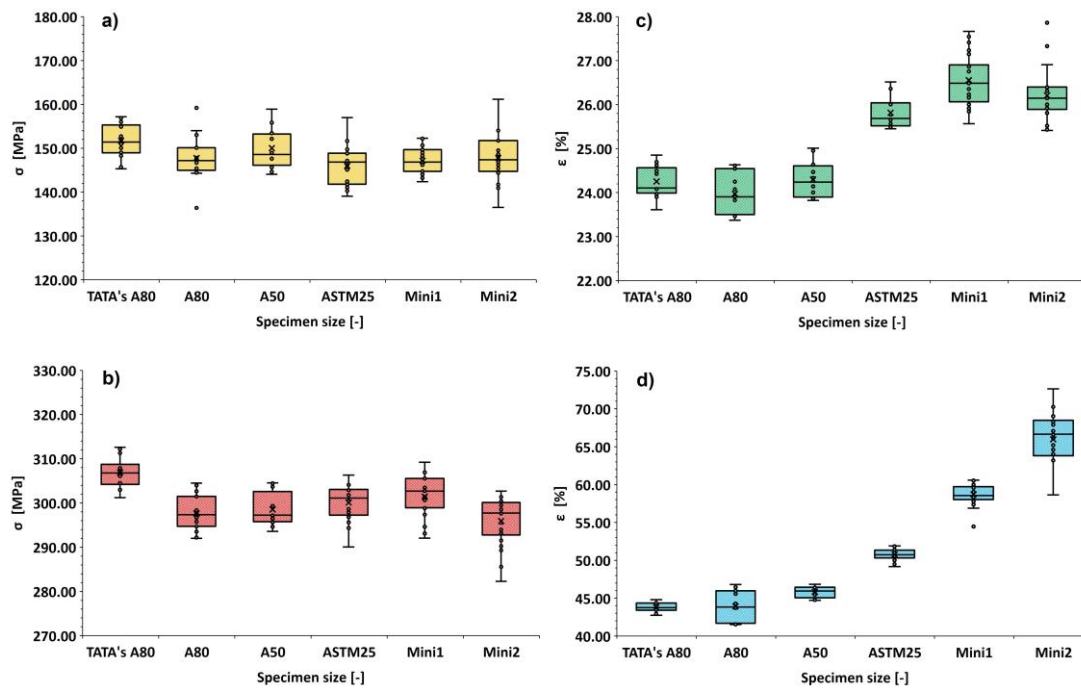 a)
180.00
170.00
160.00
150.00
140.00
130.00
120.00
σ [MPa]
TATA's A80 A80 A50 ASTM25 Mini1 Mini2
Specimen size [-]
c)
28.00
27.00
26.00
25.00
24.00
23.00
22.00
ε [%]
TATA's A80 A80 A50 ASTM25 Mini1 Mini2
Specimen size [-]
b)
330.00
320.00
310.00
300.00
290.00
280.00
270.00
σ [MPa]
TATA's A80 A80 A50 ASTM25 Mini1 Mini2
Specimen size [-]
d)
75.00
70.00
65.00
60.00
55.00
50.00
45.00
40.00
ε [%]
TATA's A80 A80 A50 ASTM25 Mini1 Mini2
Specimen size [-]